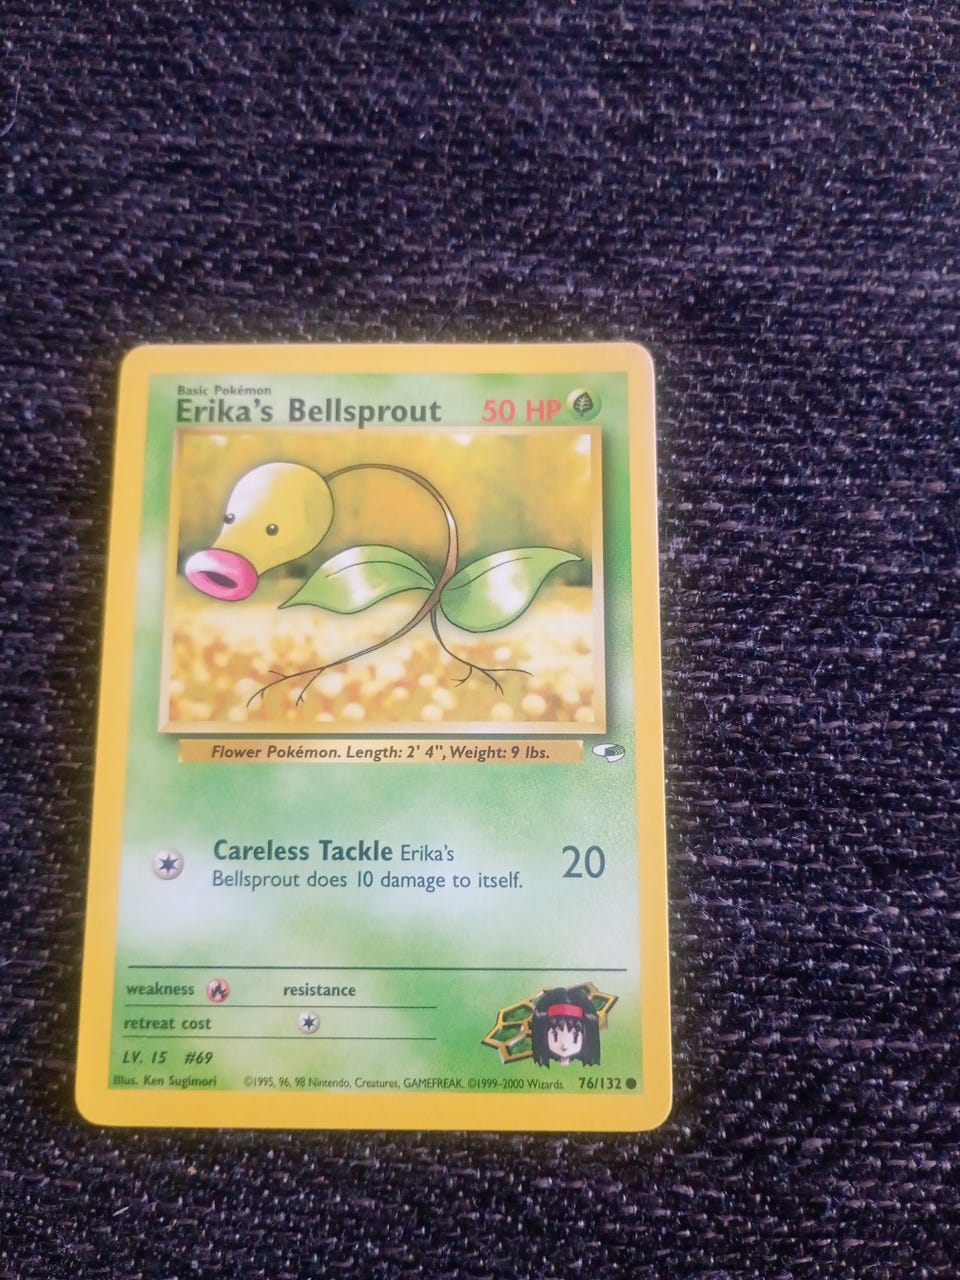 Basic Pokémon
Erika's Bellsprout 50 HP
Flower Pokémon. Length: 2' 4", Weight: 9 lbs.
Careless Tackle Erika's
Bellsprout does 10 damage to itself. 20
weakness resistance
retreat cost
LV. 15 #69
Illus. Ken Sugimori ©1995, 96, 98 Nintendo, Creatures, GAMEFREAK. ©1999-2000 Wizards. 76/132